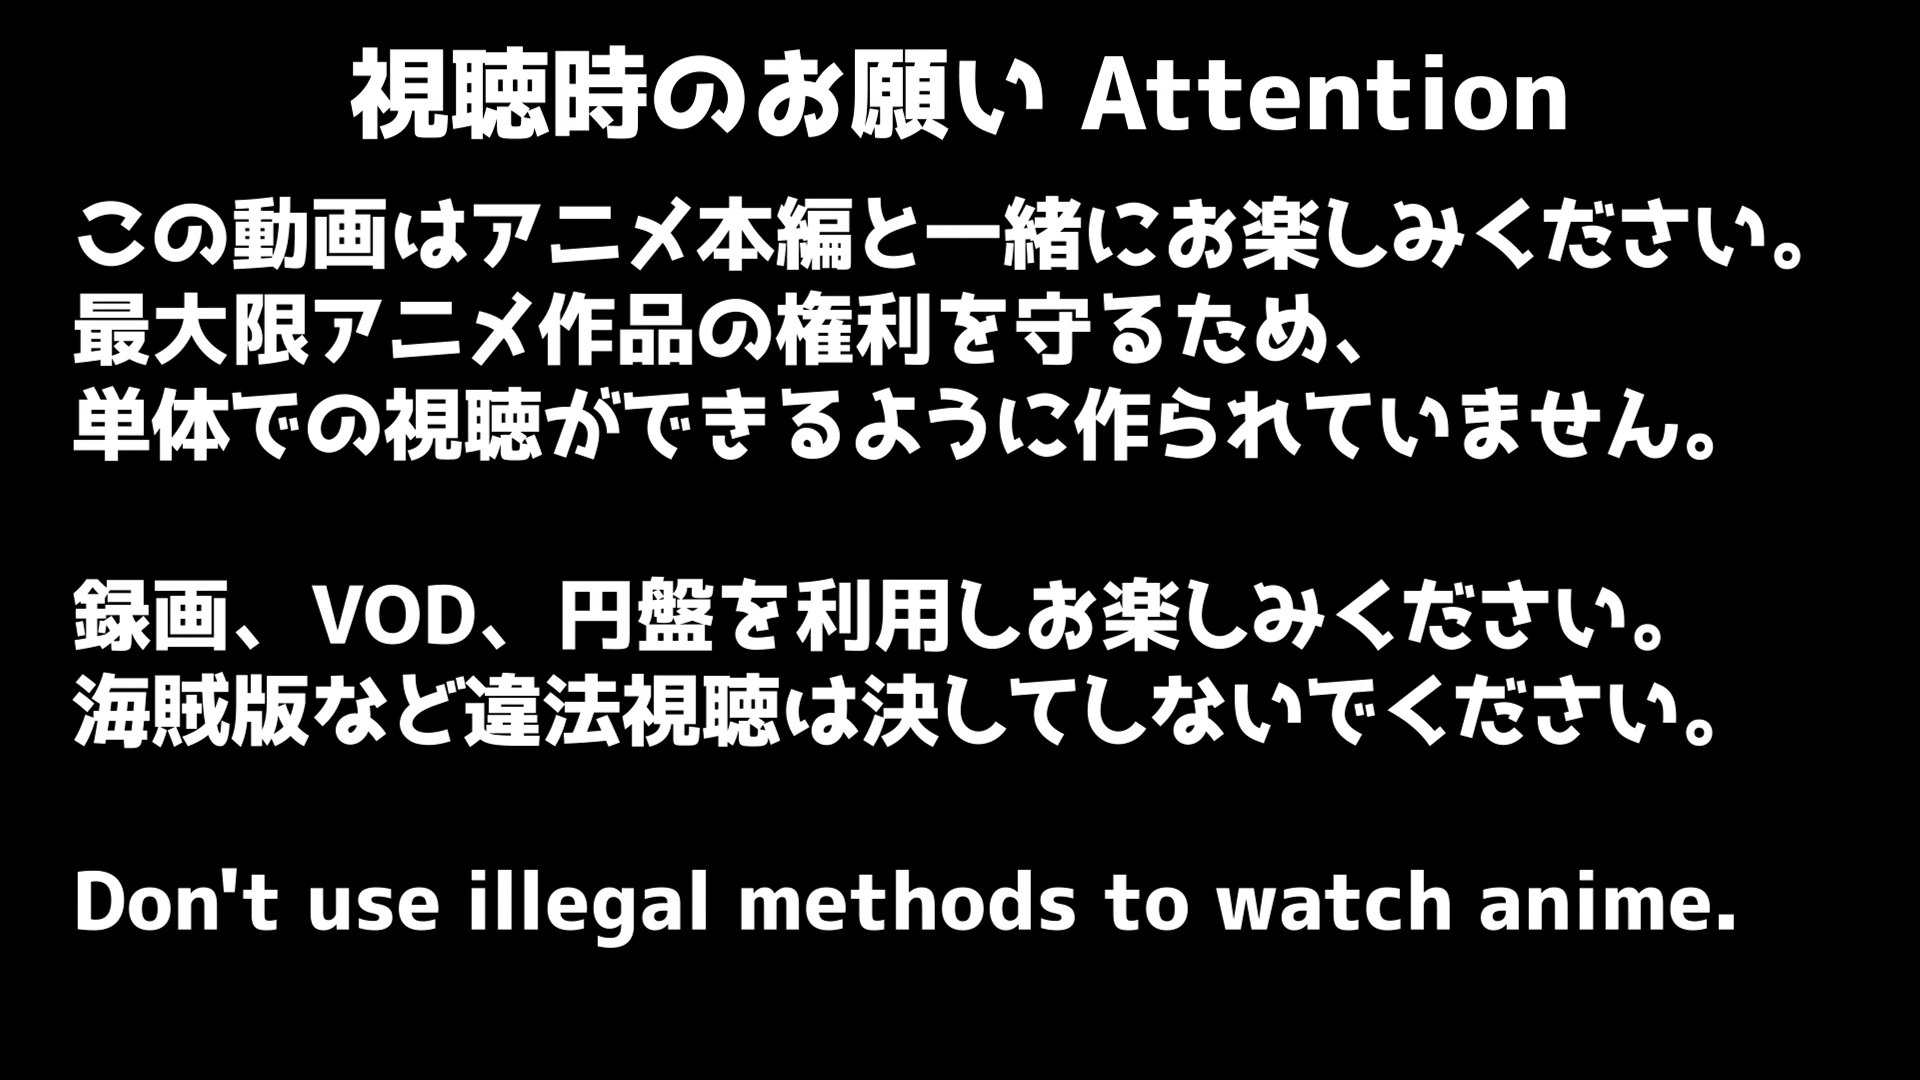 視聴時のお願い Attention
この動画はアニメ本編と一緒にお楽しみください。
最大限アニメ作品の権利を守るため、
単体での視聴ができるように作られていません。
録画、VOD、円盤を利用しお楽しみください。
海賊版など違法視聴は決してしないでください。
Don't use illegal methods to watch anime.